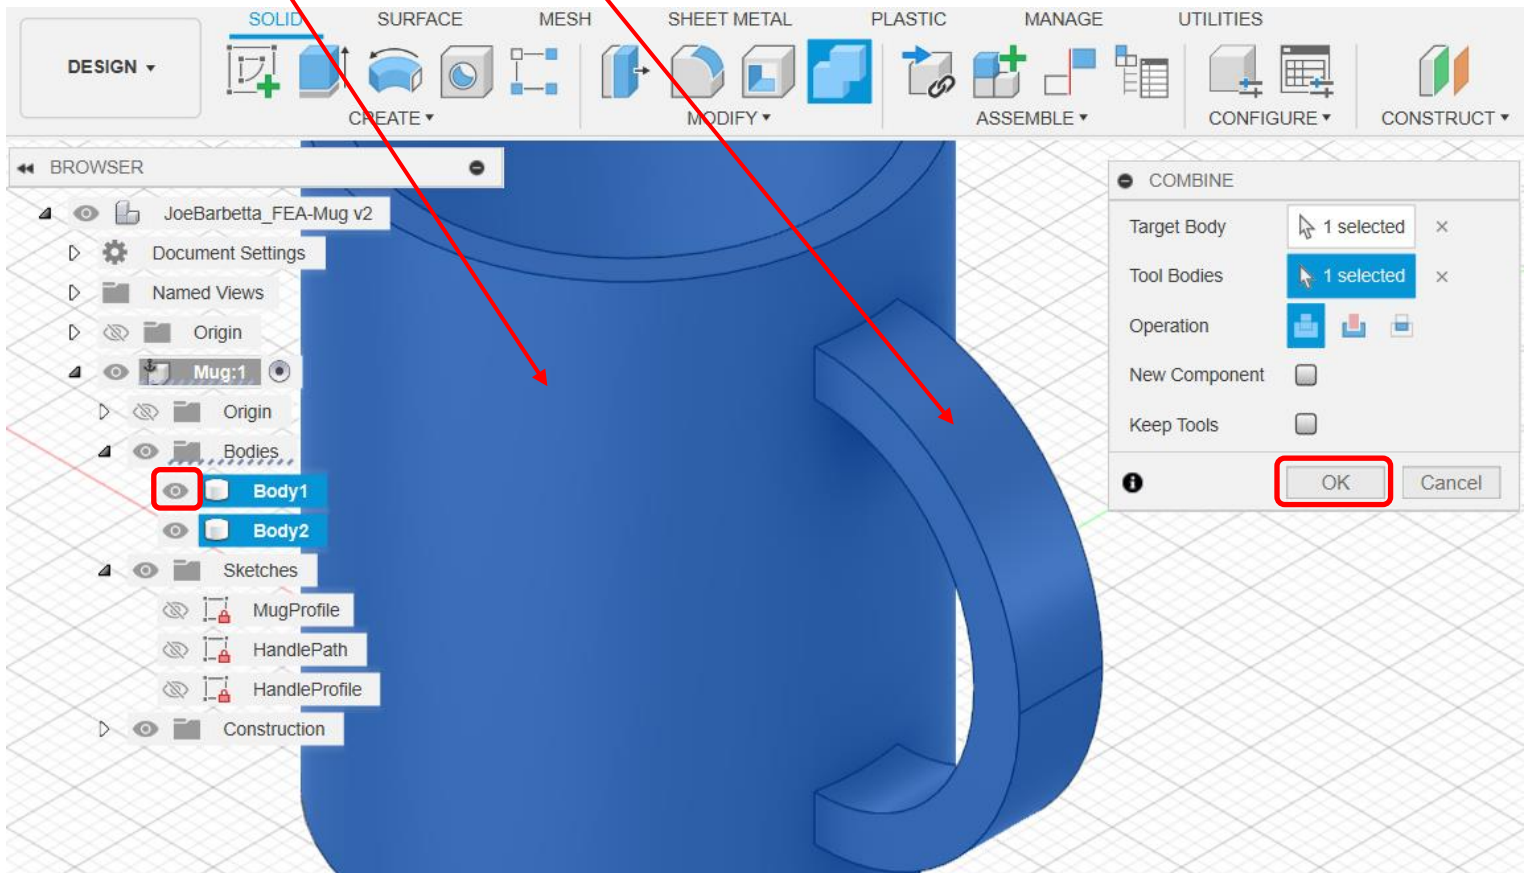 SOLID SURFACE MESH SHEET METAL PLASTIC MANAGE UTILITIES
DESIGN
CREATE MODIFY ASSEMBLE CONFIGURE CONSTRUCT
BROWSER
JoeBarbetta_FEA-Mug v2
Document Settings
Named Views
Origin
Mug:1
Origin
Bodies
Body1
Body2
Sketches
MugProfile
HandlePath
HandleProfile
Construction
COMBINE
Target Body 1 selected
Tool Bodies 1 selected
Operation
New Component
Keep Tools
OK Cancel